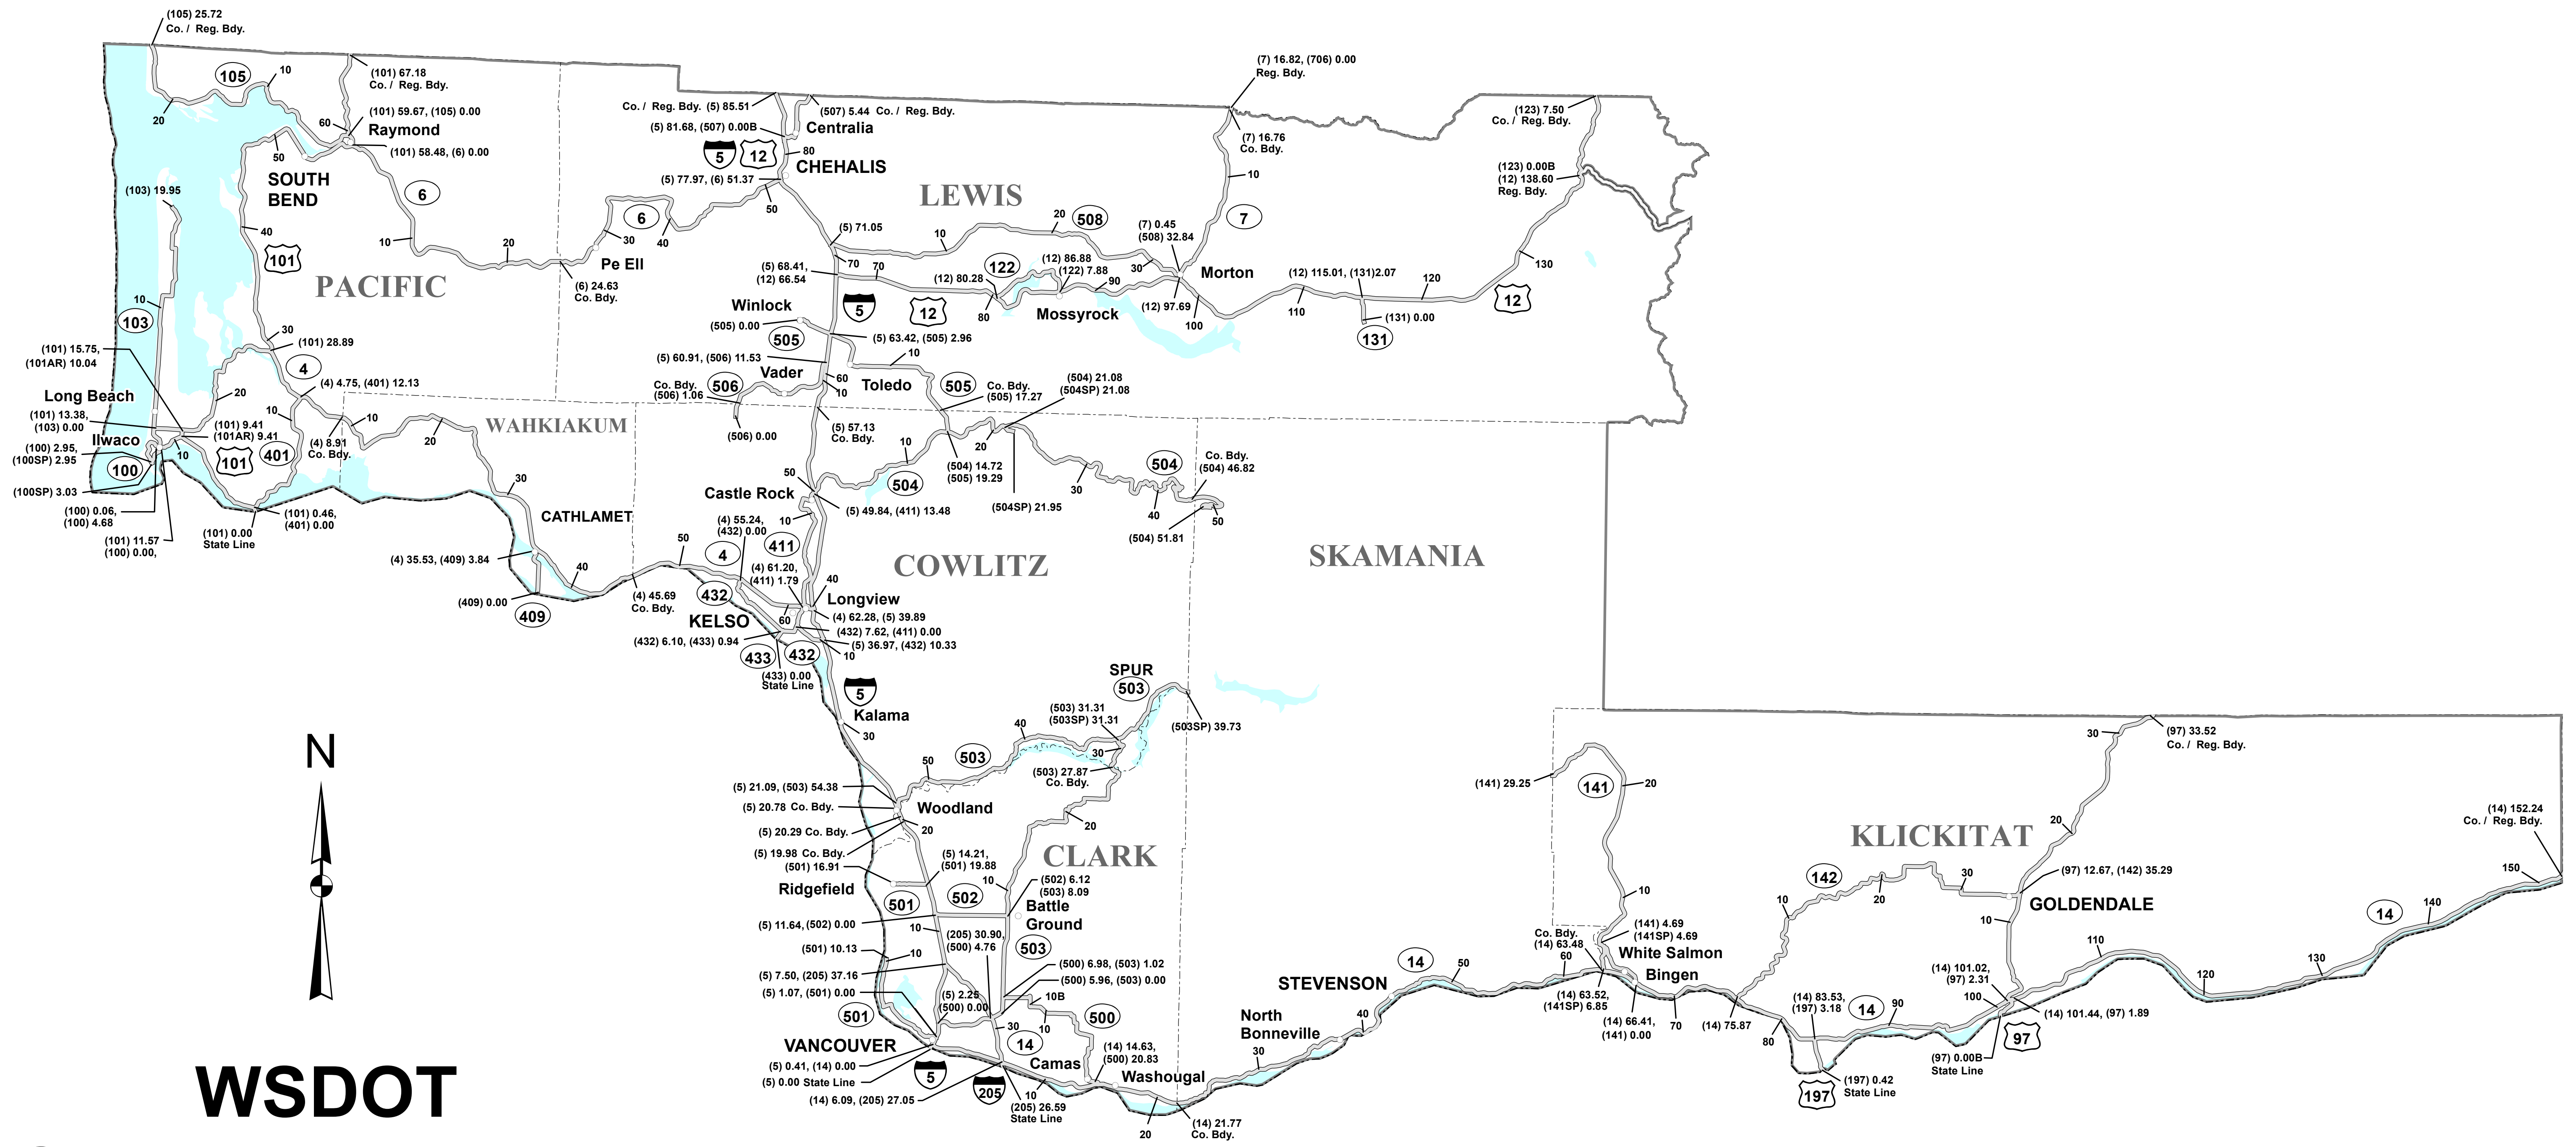 (105) 25.72
Co. / Reg. Bdy.
105
10
20
(101) 67.18
Co. / Reg. Bdy.
(101) 59.67, (105) 0.00
60
Raymond
(101) 58.48, (6) 0.00
50
SOUTH
BEND
(103) 19.95
6
40
101
PACIFIC
10
20
(6) 24.63
Co. Bdy.
Pe Ell
30
6
40
50
10
103
30
(101) 28.89
4
(101) 15.75,
(101AR) 10.04
(4) 4.75, (401) 12.13
Long Beach
20
10
10
(101) 13.38,
(103) 0.00
(101) 9.41
(101AR) 9.41
Ilwaco
(100) 2.95,
(100SP) 2.95
100
10
101
401
(4) 8.91
Co. Bdy.
(100SP) 3.03
(100) 0.06,
(100) 4.68
(101) 11.57
(100) 0.00,
(101) 0.00
State Line
(101) 0.46,
(401) 0.00
WAHKIAKUM
20
30
CATHLAMET
(4) 35.53, (409) 3.84
40
(409) 0.00
409
(4) 45.69
Co. Bdy.
50
4
Co. / Reg. Bdy. (5) 85.51
(507) 5.44 Co. / Reg. Bdy.
(5) 81.68, (507) 0.00B
Centralia
5
12
80
CHEHALIS
(5) 77.97, (6) 51.37
LEWIS
(7) 16.82, (706) 0.00
Reg. Bdy.
(7) 16.76
Co. Bdy.
10
7
(5) 71.05
10
20
508
(7) 0.45
(508) 32.84
30
Morton
70
70
(5) 68.41,
(12) 66.54
(12) 80.28
122
(12) 86.88
(122) 7.88
90
80
Mossyrock
(12) 97.69
100
5
12
Winlock
(505) 0.00
505
(5) 63.42, (505) 2.96
(12) 115.01, (131)2.07
110
120
130
12
(131) 0.00
131
(123) 7.50
Co. / Reg. Bdy.
(123) 0.00B
(12) 138.60
Reg. Bdy.
(5) 60.91, (506) 11.53
Vader
60
10
10
Toledo
505
Co. Bdy.
(506) 1.06
506
(506) 0.00
(5) 57.13
Co. Bdy.
Co. Bdy.
(505) 17.27
(504) 21.08
(504SP) 21.08
10
20
(504) 14.72
(505) 19.29
504
(504SP) 21.95
30
504
40
Co. Bdy.
(504) 46.82
50
(504) 51.81
50
Castle Rock
(5) 49.84, (411) 13.48
10
(4) 55.24,
(432) 0.00
411
COWLITZ
SKAMANIA
(4) 61.20,
(411) 1.79
40
432
Longview
KELSO
60
(4) 62.28, (5) 39.89
(432) 7.62, (411) 0.00
(432) 6.10, (433) 0.94
(5) 36.97, (432) 10.33
10
433
432
(433) 0.00
State Line
5
Kalama
30
SPUR
503
(503) 31.31
(503SP) 31.31
(503SP) 39.73
40
503
50
30
(503) 27.87
Co. Bdy.
(5) 21.09, (503) 54.38
(5) 20.78 Co. Bdy.
Woodland
(5) 20.29 Co. Bdy.
20
20
(5) 19.98 Co. Bdy.
CLARK
(5) 14.21,
(501) 19.88
(501) 16.91
Ridgefield
10
501
502
(502) 6.12
(503) 8.09
Battle
Ground
(5) 11.64, (502) 0.00
10
(205) 30.90,
(500) 4.76
503
(501) 10.13
10
(500) 6.98, (503) 1.02
(5) 7.50, (205) 37.16
(500) 5.96, (503) 0.00
(5) 1.07, (501) 0.00
(5) 2.25
(500) 0.00
10B
501
30
10
500
14
VANCOUVER
(5) 0.41, (14) 0.00
5
(5) 0.00 State Line
(14) 6.09, (205) 27.05
205
10
(205) 26.59
State Line
Camas
(14) 14.63,
(500) 20.83
Washougal
20
(14) 21.77
Co. Bdy.
30
North
Bonneville
40
STEVENSON
14
50
60
Co. Bdy.
(14) 63.48
(141) 29.25
141
20
10
(141) 4.69
(141SP) 4.69
White Salmon
Bingen
(14) 63.52,
(141SP) 6.85
(14) 66.41,
(141) 0.00
70
(14) 75.87
80
(14) 83.53,
(197) 3.18
14
90
(197) 0.42
State Line
197
KLICKITAT
142
10
20
30
(97) 33.52
Co. / Reg. Bdy.
30
20
(97) 12.67, (142) 35.29
GOLDENDALE
10
(14) 101.02,
(97) 2.31
100
(14) 101.44, (97) 1.89
97
(97) 0.00B
State Line
110
120
130
14
140
150
(14) 152.24
Co. / Reg. Bdy.
N
WSDOT